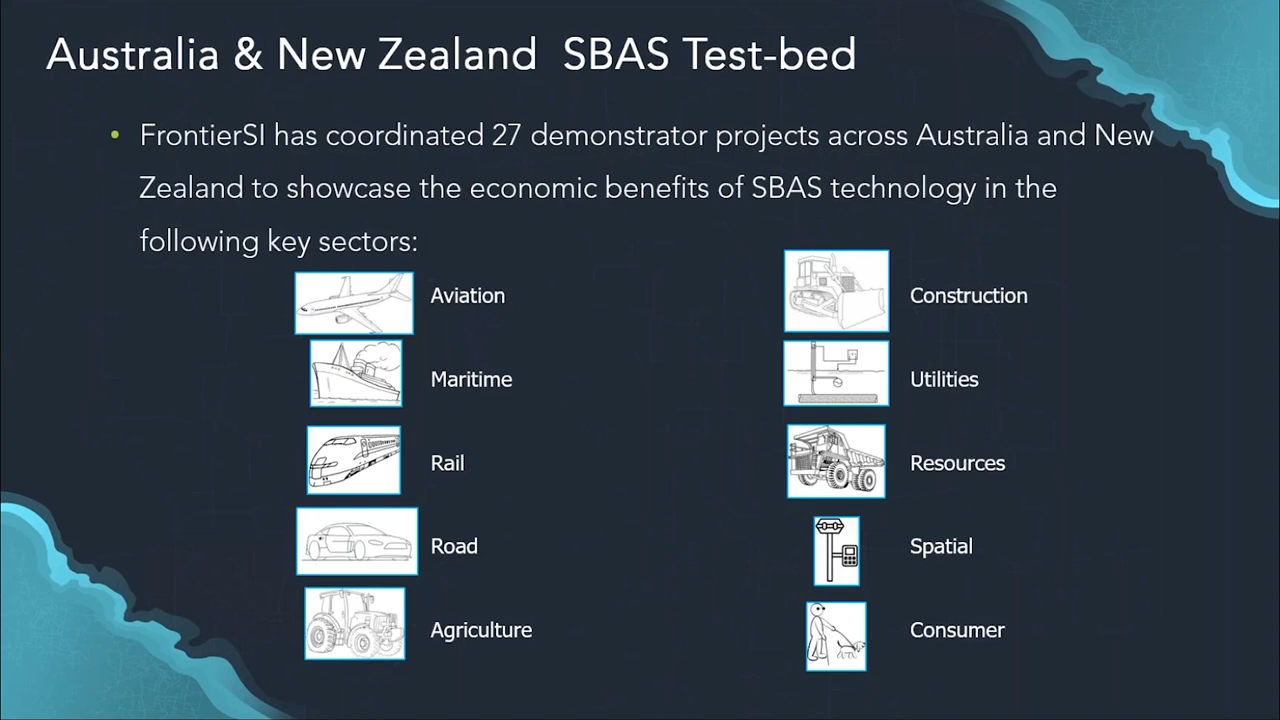 Australia & New Zealand  SBAS Test-bed
• FrontierSI has coordinated 27 demonstrator projects across Australia and New
Zealand to showcase the economic benefits of SBAS technology in the
following key sectors:
Aviation
Maritime
Rail
Road
Agriculture
Construction
Utilities
Resources
Spatial
Consumer